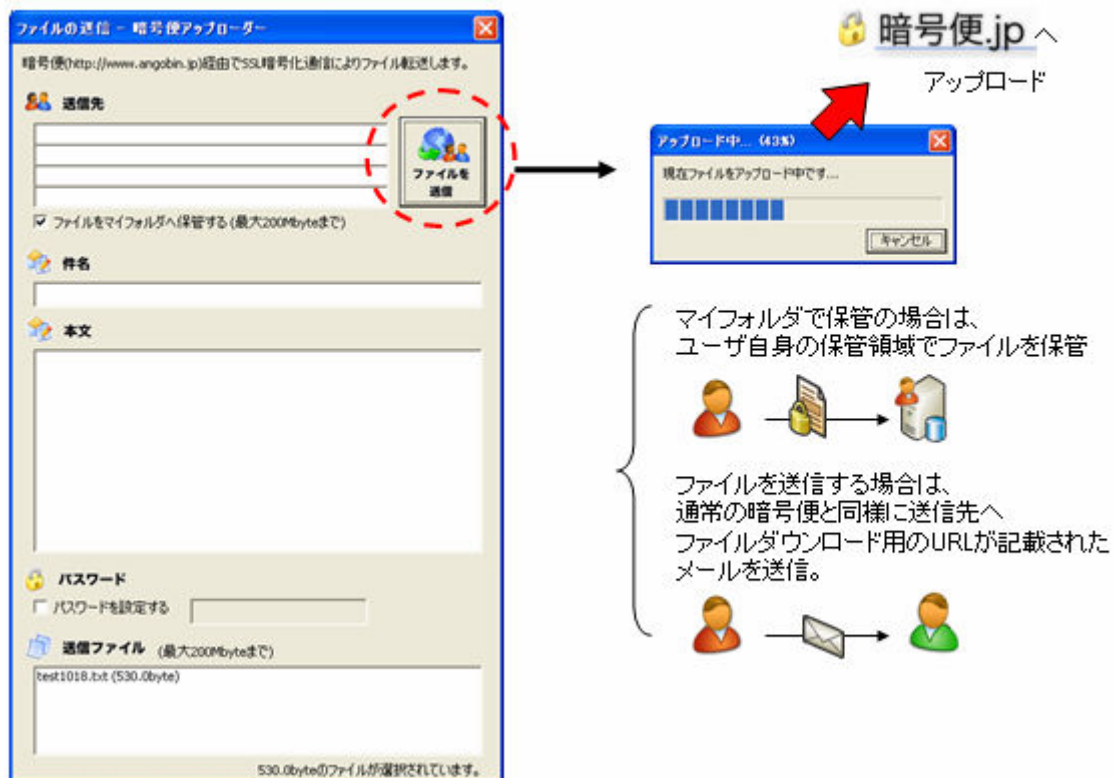 ファイルの送信 - 暗号便アップローダー
暗号便(http://www.angobin.jp)経由でSSL暗号化通信によりファイル転送します。
送信先
ファイルを
送信
ファイルをマイフォルダへ保管する (最大200Mbyteまで)
件名
本文
パスワード
パスワードを設定する
送信ファイル (最大200Mbyteまで)
test1018.txt (530.0byte)
530.0byteのファイルが選択されています。
暗号便.jp へ
アップロード
アップロード中... (43%)
現在ファイルをアップロード中です...
キャンセル
マイフォルダで保管の場合は、
ユーザ自身の保管領域でファイルを保管
ファイルを送信する場合は、
通常の暗号便と同様に送信先へ
ファイルダウンロード用のURLが記載された
メールを送信。